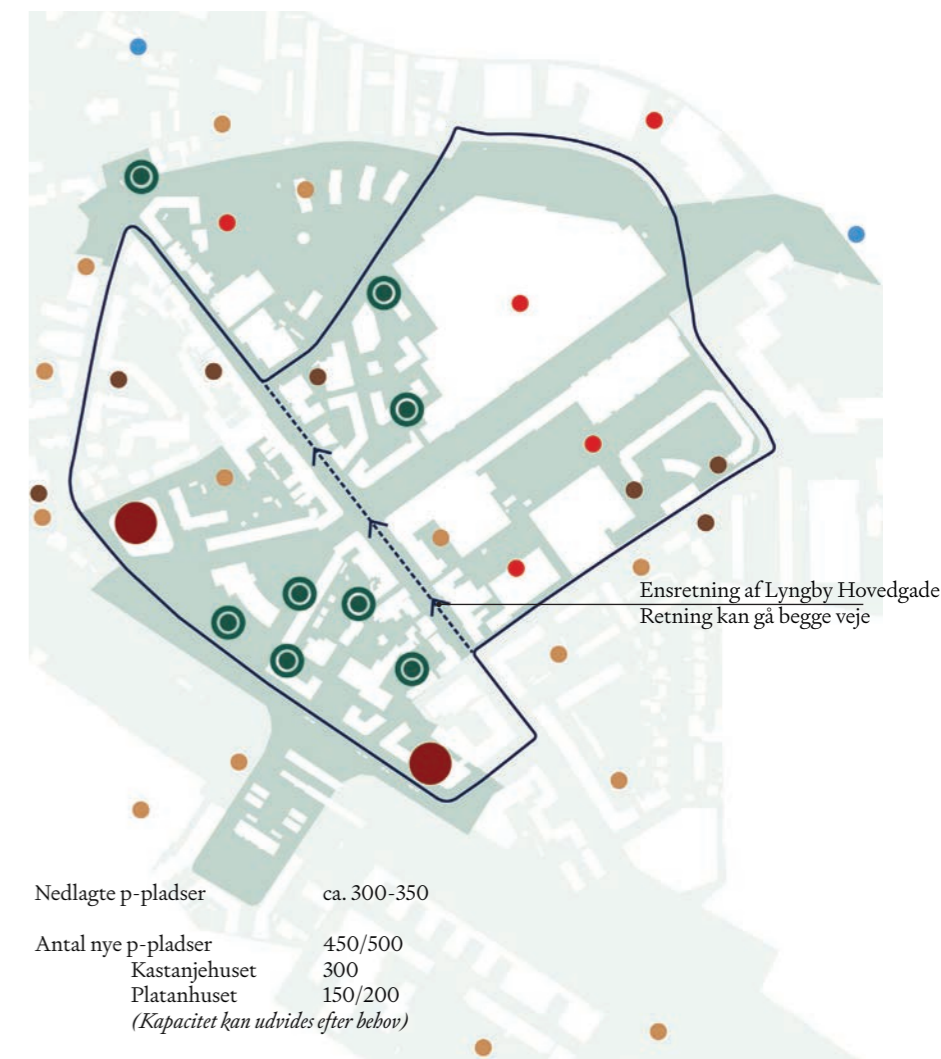 Ensretning af Lyngby Hovedgade
Retning kan gå begge veje
Nedlagte p-pladser ca. 300-350
Antal nye p-pladser 450/500
Kastanjehuset 300
Platanhuset 150/200
(Kapacitet kan udvides efter behov)